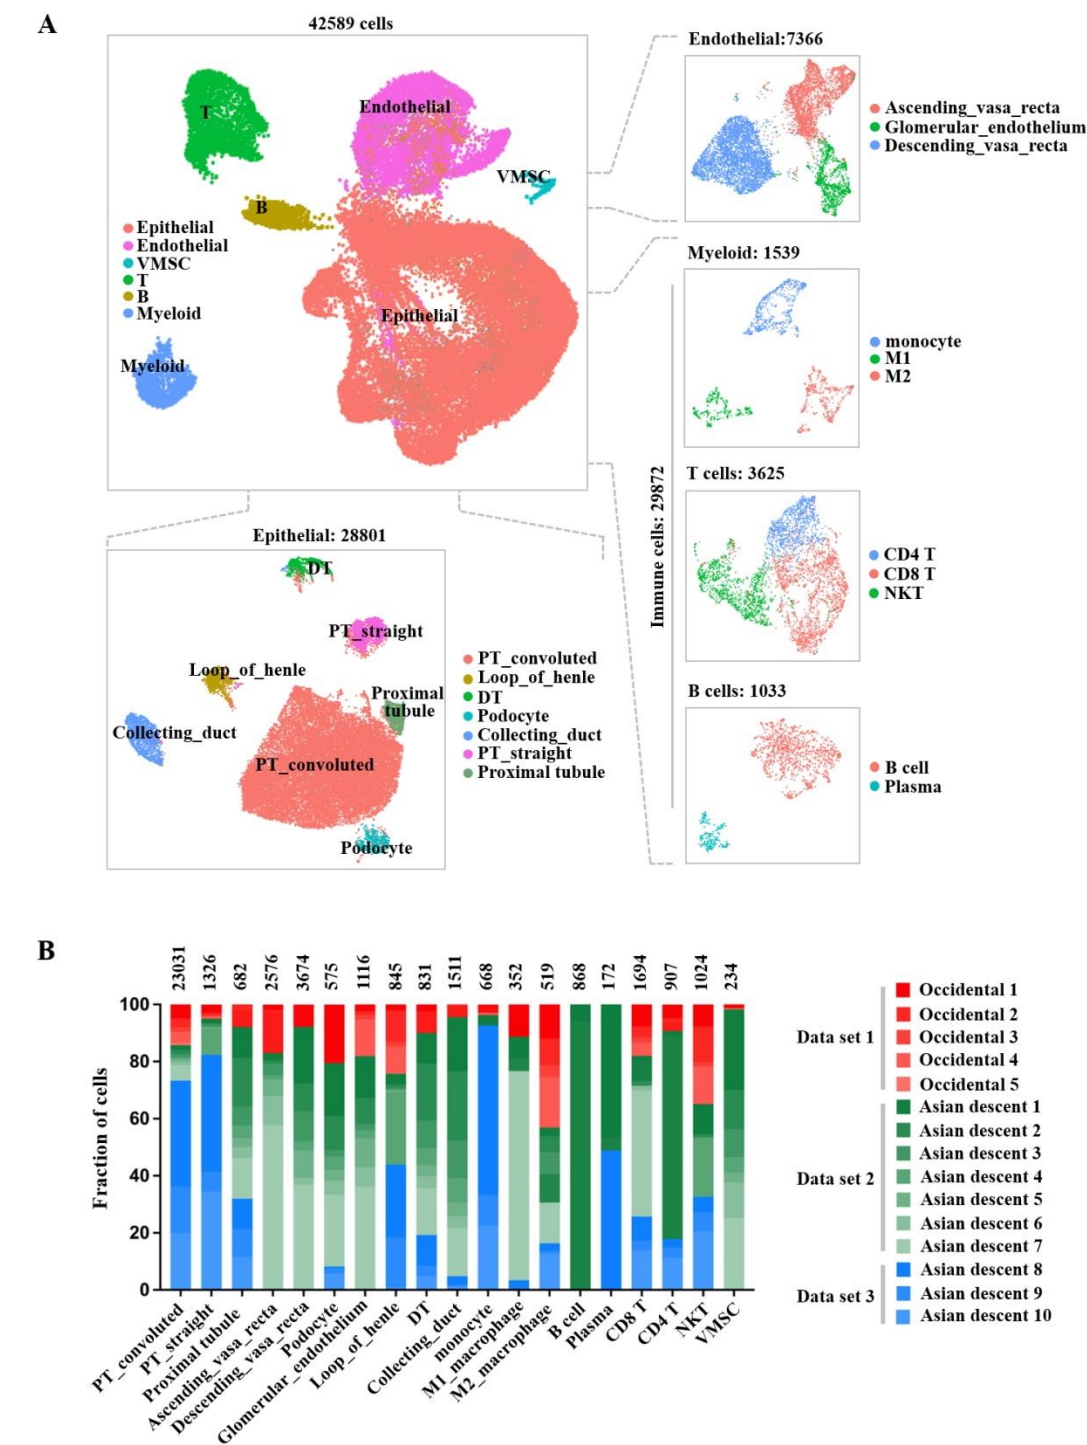 A
42589 cells
T
Endothelial
VMSC
B
Epithelial
Endothelial
VMSC
T
B
Myeloid
Epithelial
Myeloid
Endothelial:7366
Ascending_vasa_recta
Glomerular_endothelium
Descending_vasa_recta
Myeloid: 1539
monocyte
M1
M2
Immune cells: 29872
T cells: 3625
CD4 T
CD8 T
NKT
B cells: 1033
B cell
Plasma
Epithelial: 28801
DT
PT_straight
Loop_of_henle
Proximal
tubule
Collecting_duct
PT_convoluted
Podocyte
PT_convoluted
Loop_of_henle
DT
Podocyte
Collecting_duct
PT_straight
Proximal tubule
B
23031 1326 682 2576 3674 575 1116 845 831 1511 668 352 519 868 172 1694 907 1024 234
Fraction of cells
100
80
60
40
20
0
PT_convoluted
PT_straight
Proximal tubule
Ascending_vasa_recta
Descending_vasa_recta
Podocyte
Glomerular_endothelium
Loop_of_henle
DT
Collecting_duct
monocyte
M1_macrophage
M2_macrophage
B cell
Plasma
CD8 T
CD4 T
NKT
VMSC
Data set 1
Occidental 1
Occidental 2
Occidental 3
Occidental 4
Occidental 5
Data set 2
Asian descent 1
Asian descent 2
Asian descent 3
Asian descent 4
Asian descent 5
Asian descent 6
Asian descent 7
Data set 3
Asian descent 8
Asian descent 9
Asian descent 10